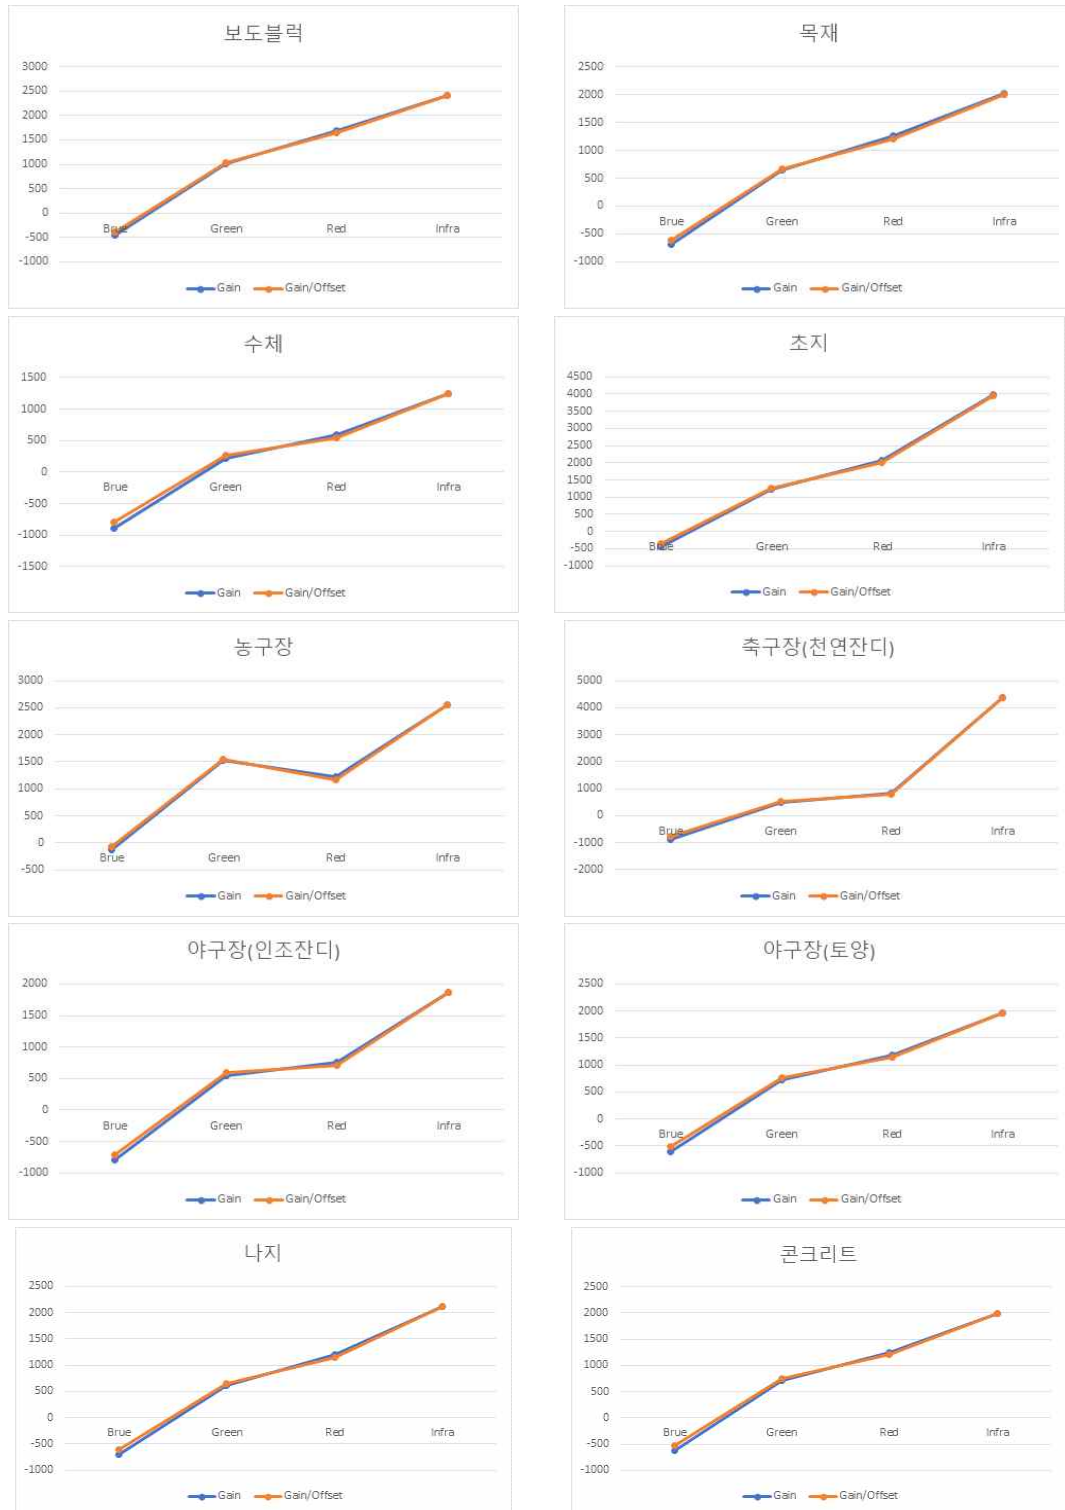 보도블럭
3000
2500
2000
1500
1000
500
0
-500
-1000
Brue Green Red Infra
Gain Gain/Offset
목재
2500
2000
1500
1000
500
0
-500
-1000
Brue Green Red Infra
Gain Gain/Offset
수체
1500
1000
500
0
-500
-1000
-1500
Brue Green Red Infra
Gain Gain/Offset
초지
4500
4000
3500
3000
2500
2000
1500
1000
500
0
-500
-1000
Brue Green Red Infra
Gain Gain/Offset
농구장
3000
2500
2000
1500
1000
500
0
-500
Brue Green Red Infra
Gain Gain/Offset
축구장(천연잔디)
5000
4000
3000
2000
1000
0
-1000
-2000
Brue Green Red Infra
Gain Gain/Offset
야구장(인조잔디)
2000
1500
1000
500
0
-500
-1000
Brue Green Red Infra
Gain Gain/Offset
야구장(토양)
2500
2000
1500
1000
500
0
-500
-1000
Brue Green Red Infra
Gain Gain/Offset
나지
2500
2000
1500
1000
500
0
-500
-1000
Brue Green Red Infra
Gain Gain/Offset
콘크리트
2500
2000
1500
1000
500
0
-500
-1000
Brue Green Red Infra
Gain Gain/Offset